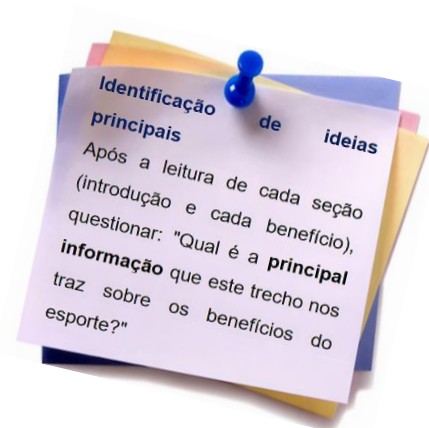 Identificação de ideias
principais
Após a leitura de cada seção
(introdução e cada benefício),
questionar: "Qual é a principal
informação que este trecho nos
traz sobre os benefícios do
esporte?"